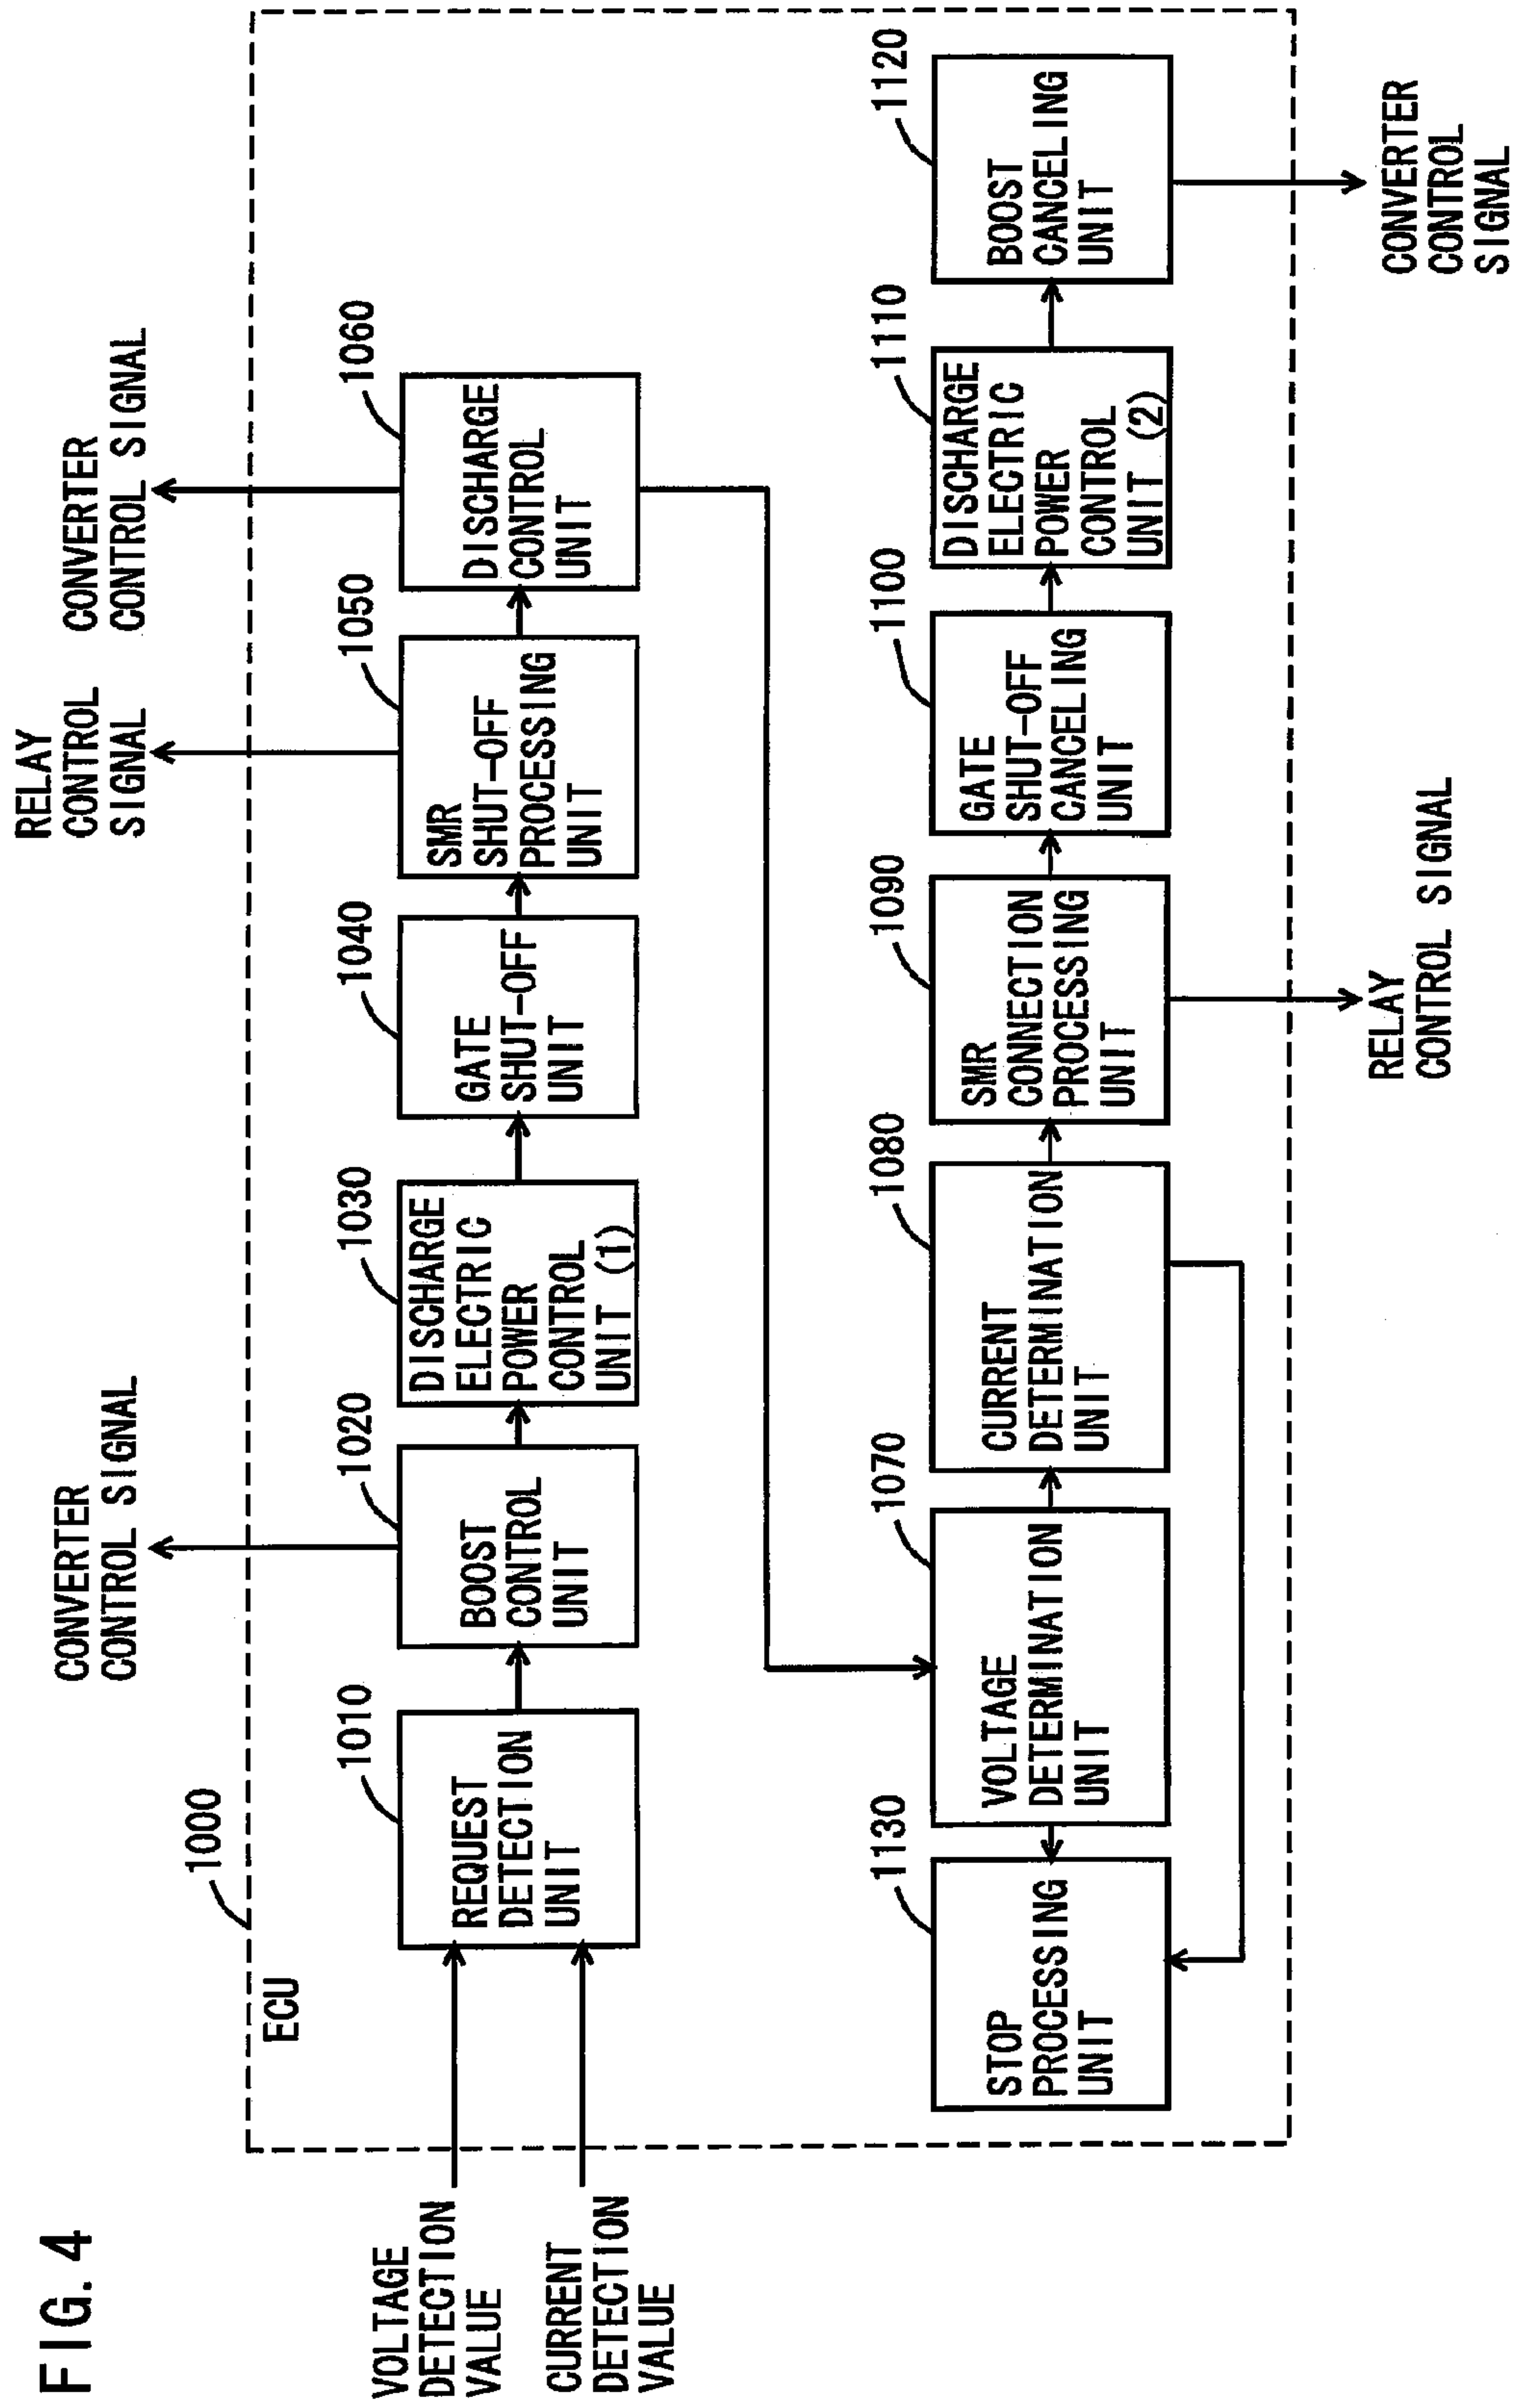 FIG. 4
VOLTAGE
DETECTION
VALUE
CURRENT
DETECTION
VALUE
1000
ECU
CONVERTER
CONTROL SIGNAL
RELAY
CONTROL
SIGNAL
CONVERTER
CONTROL SIGNAL
1010
REQUEST
DETECTION
UNIT
1020
BOOST
CONTROL
UNIT
1030
DISCHARGE
ELECTRIC
POWER
CONTROL
UNIT (1)
1040
GATE
SHUT-OFF
UNIT
1050
SMR
SHUT-OFF
PROCESSING
UNIT
1060
DISCHARGE
CONTROL
UNIT
1130
STOP
PROCESSING
UNIT
1070
VOLTAGE
DETERMINATION
UNIT
1080
CURRENT
DETERMINATION
UNIT
1090
SMR
CONNECTION
PROCESSING
UNIT
1100
GATE
SHUT-OFF
CANCELING
UNIT
1110
DISCHARGE
ELECTRIC
POWER
CONTROL
UNIT (2)
1120
BOOST
CANCELING
UNIT
RELAY
CONTROL SIGNAL
CONVERTER
CONTROL
SIGNAL